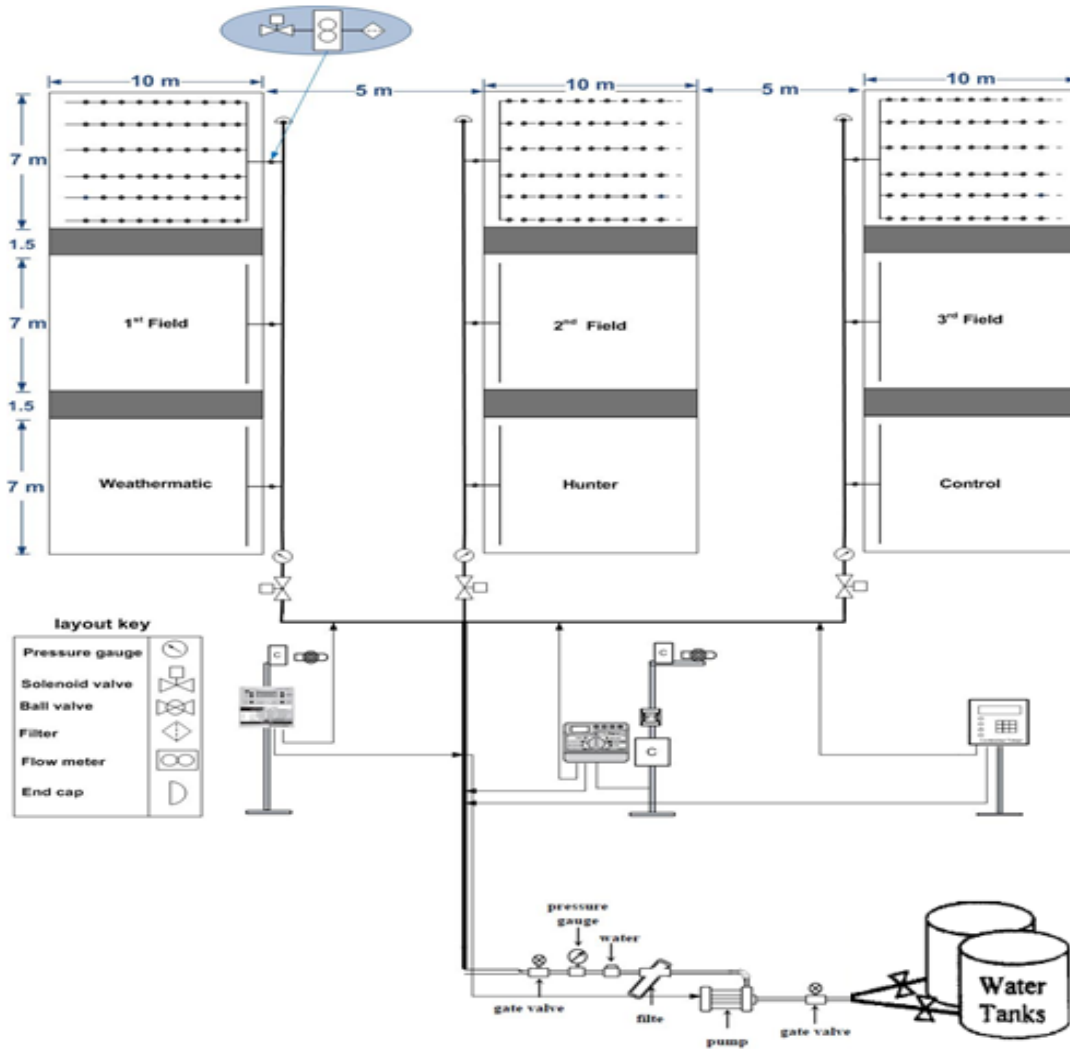 10 m
5 m
10 m
5 m
10 m
7 m
1.5
7 m
1st Field
2nd Field
3rd Field
1.5
7 m
Weathermatic
Hunter
Control
layout key
Pressure gauge
Solenoid valve
Ball valve
Filter
Flow meter
End cap
C
C
C
pressure
gauge
water
gate valve
filte
pump
gate valve
Water
Tanks